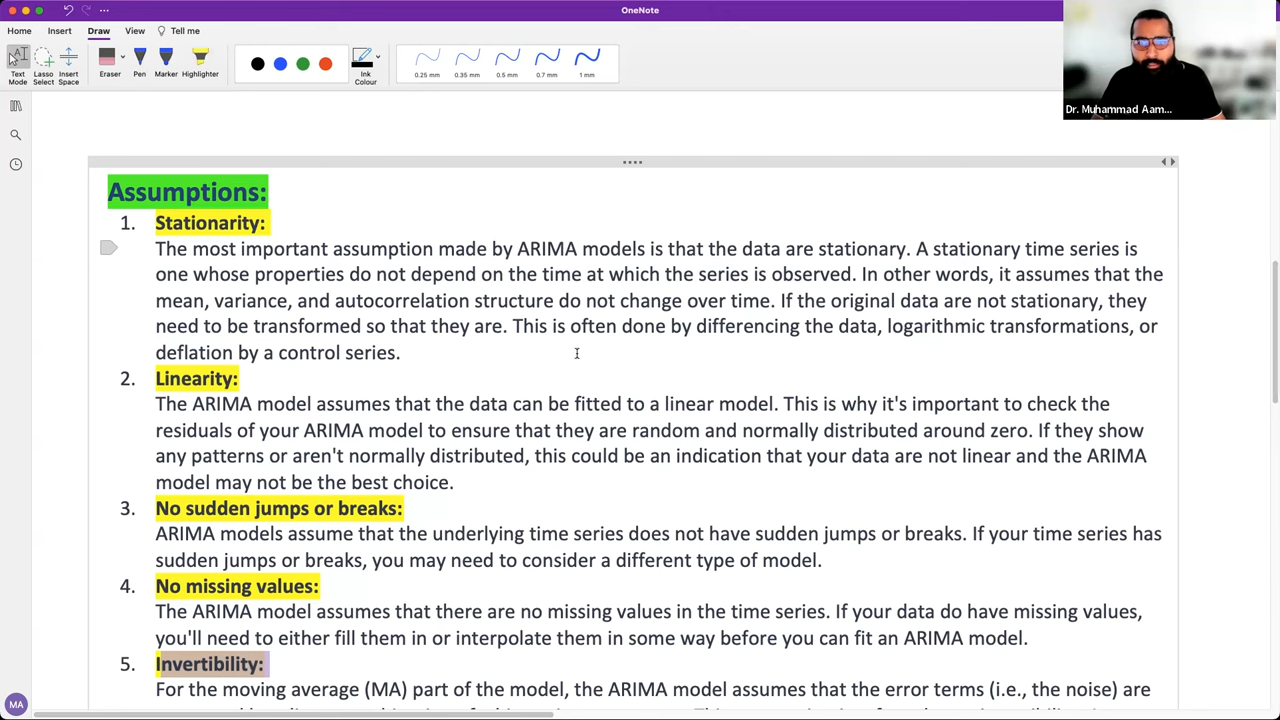 OneNote
Home Insert Draw View Tell me
Text Mode
Lasso Select
Insert Space
Eraser
Pen
Marker
Highlighter
Ink Colour
0.25 mm 0.35 mm 0.5 mm 0.7 mm 1 mm
Dr. Muhammad Aam...
Assumptions:
1. Stationarity:
The most important assumption made by ARIMA models is that the data are stationary. A stationary time series is
one whose properties do not depend on the time at which the series is observed. In other words, it assumes that the
mean, variance, and autocorrelation structure do not change over time. If the original data are not stationary, they
need to be transformed so that they are. This is often done by differencing the data, logarithmic transformations, or
deflation by a control series.
2. Linearity:
The ARIMA model assumes that the data can be fitted to a linear model. This is why it's important to check the
residuals of your ARIMA model to ensure that they are random and normally distributed around zero. If they show
any patterns or aren't normally distributed, this could be an indication that your data are not linear and the ARIMA
model may not be the best choice.
3. No sudden jumps or breaks:
ARIMA models assume that the underlying time series does not have sudden jumps or breaks. If your time series has
sudden jumps or breaks, you may need to consider a different type of model.
4. No missing values:
The ARIMA model assumes that there are no missing values in the time series. If your data do have missing values,
you'll need to either fill them in or interpolate them in some way before you can fit an ARIMA model.
5. Invertibility:
For the moving average (MA) part of the model, the ARIMA model assumes that the error terms (i.e., the noise) are
MA